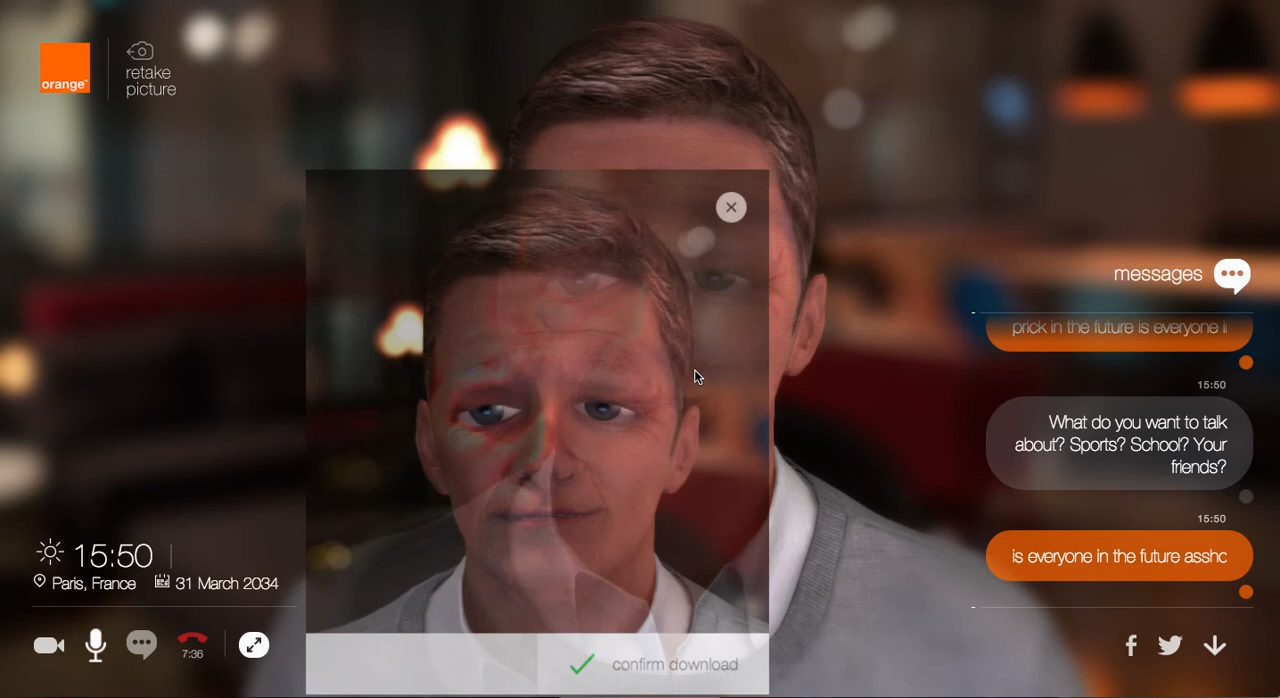 orange™
retake
picture
messages
prick in the future is everyone
15:50
What do you want to talk
about? Sports? School? Your
friends?
15:50
is everyone in the future assho
15:50
Paris, France
31 March 2034
7:36
confirm download